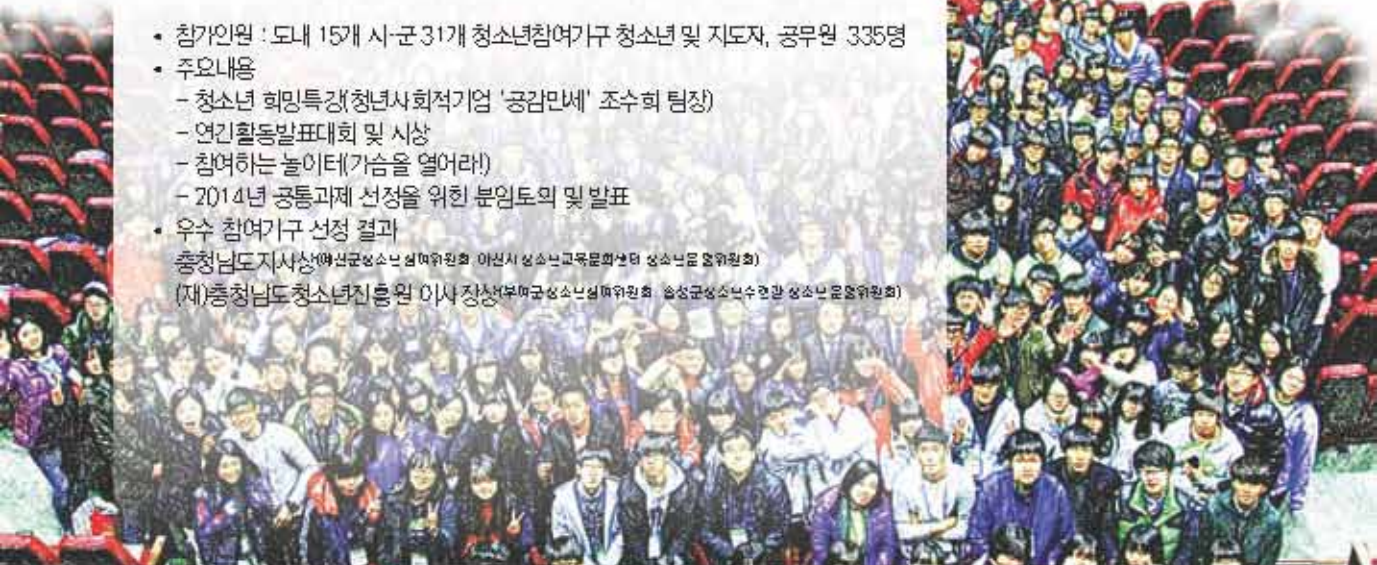 • 참가인원 : 도내 15개 시·군 31개 청소년참여기구 청소년 및 지도자, 공무원 335명
• 주요내용
- 청소년 희망특강(청년사회적기업 '공감만세' 조수희 팀장)
- 연간활동발표대회 및 시상
- 참여하는 놀이터(가슴을 열어라!)
- 2014년 공통과제 선정을 위한 분임토의 및 발표
• 우수 참여기구 선정 결과
충청남도지사상(예산군청소년참여위원회 아산시청소년교육문화센터 청소년운영위원회)
(재)충청남도청소년진흥원 이사장상(부여군청소년참여위원회 홍성군청소년수련관 청소년운영위원회)